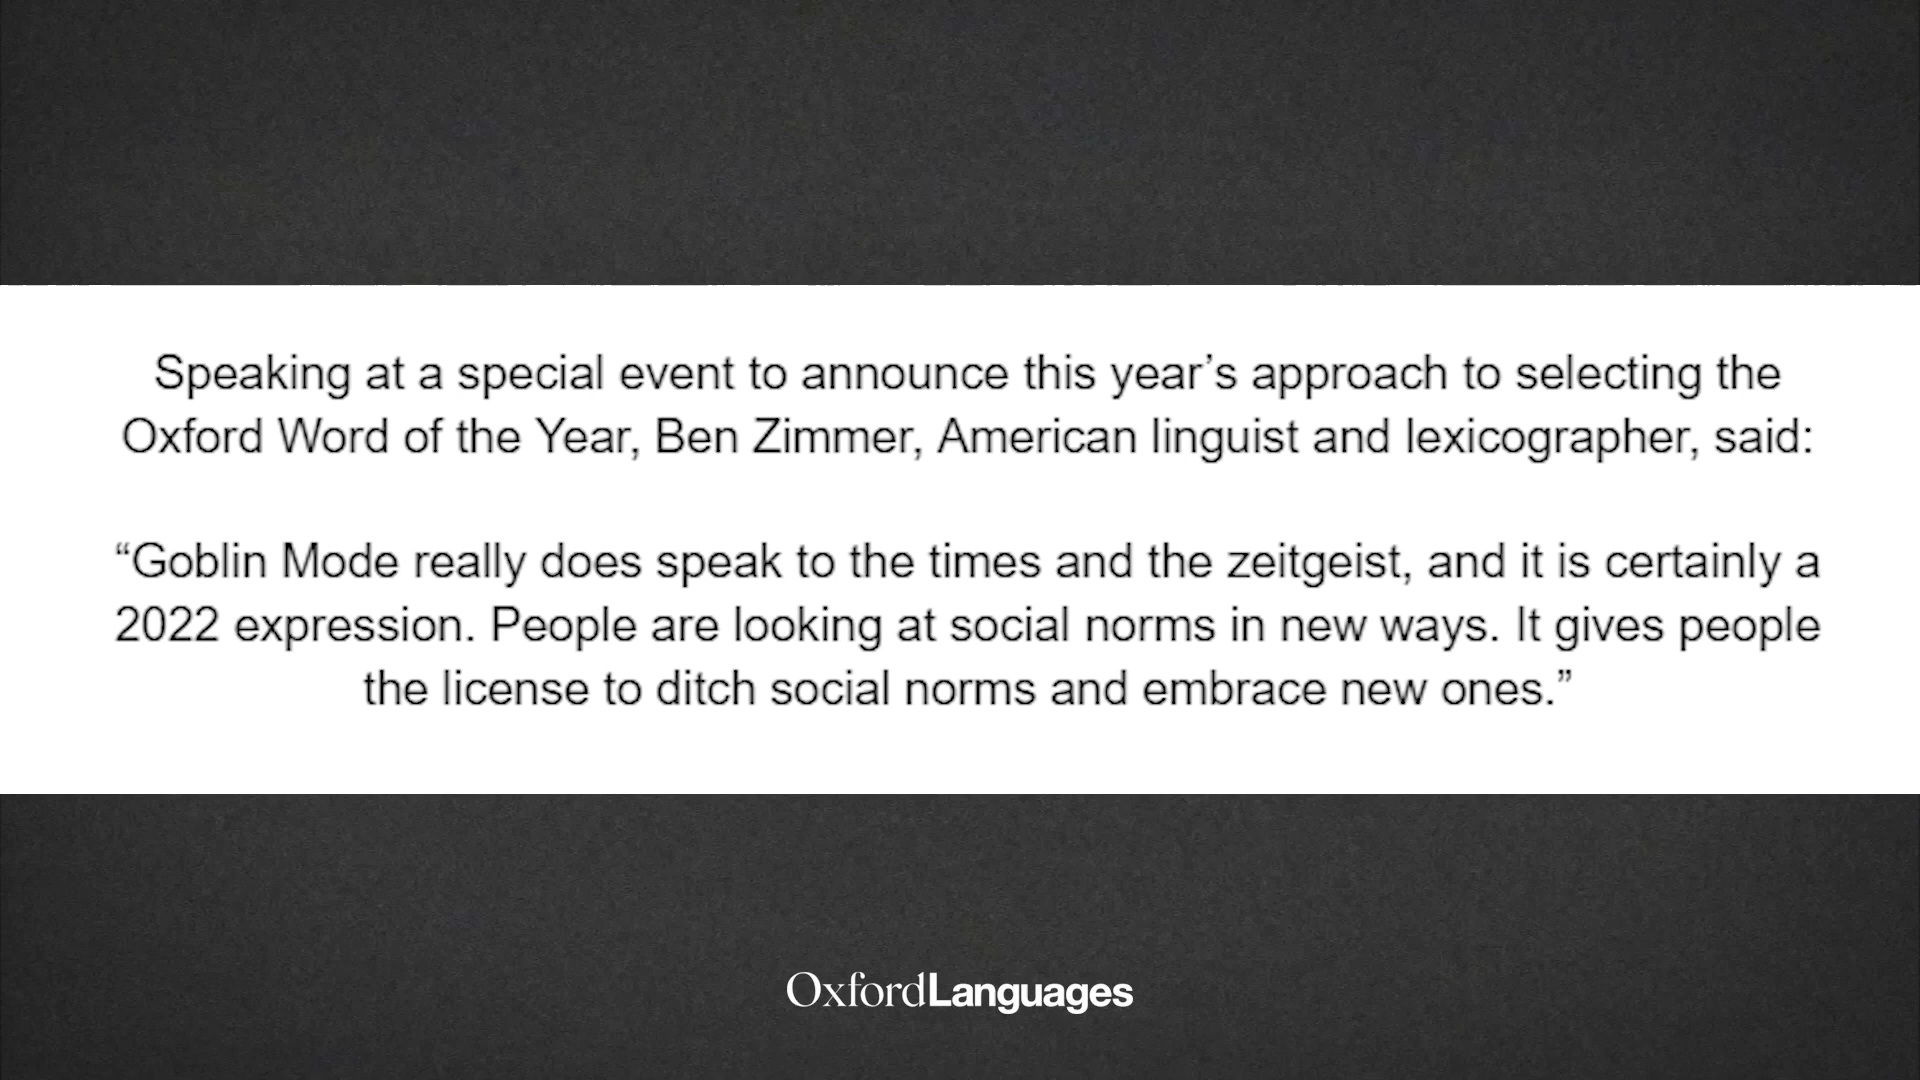 Speaking at a special event to announce this year’s approach to selecting the
Oxford Word of the Year, Ben Zimmer, American linguist and lexicographer, said:
“Goblin Mode really does speak to the times and the zeitgeist, and it is certainly a
2022 expression. People are looking at social norms in new ways. It gives people
the license to ditch social norms and embrace new ones.”
OxfordLanguages